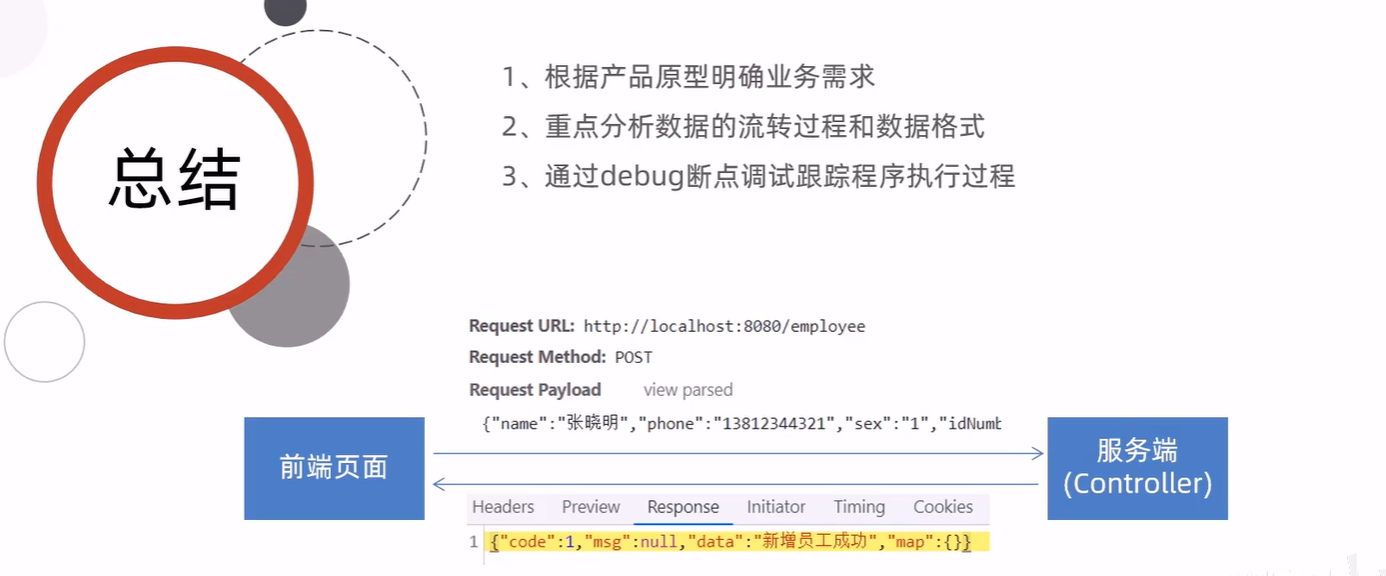 总结
1、根据产品原型明确业务需求
2、重点分析数据的流转过程和数据格式
3、通过debug断点调试跟踪程序执行过程
Request URL: http://localhost:8080/employee
Request Method: POST
Request Payload view parsed
{"name":"张晓明","phone":"13812344321","sex":"1","idNumb
前端页面
服务端
(Controller)
Headers Preview Response Initiator Timing Cookies
1 {"code":1,"msg":null,"data":"新增员工成功","map":{}}